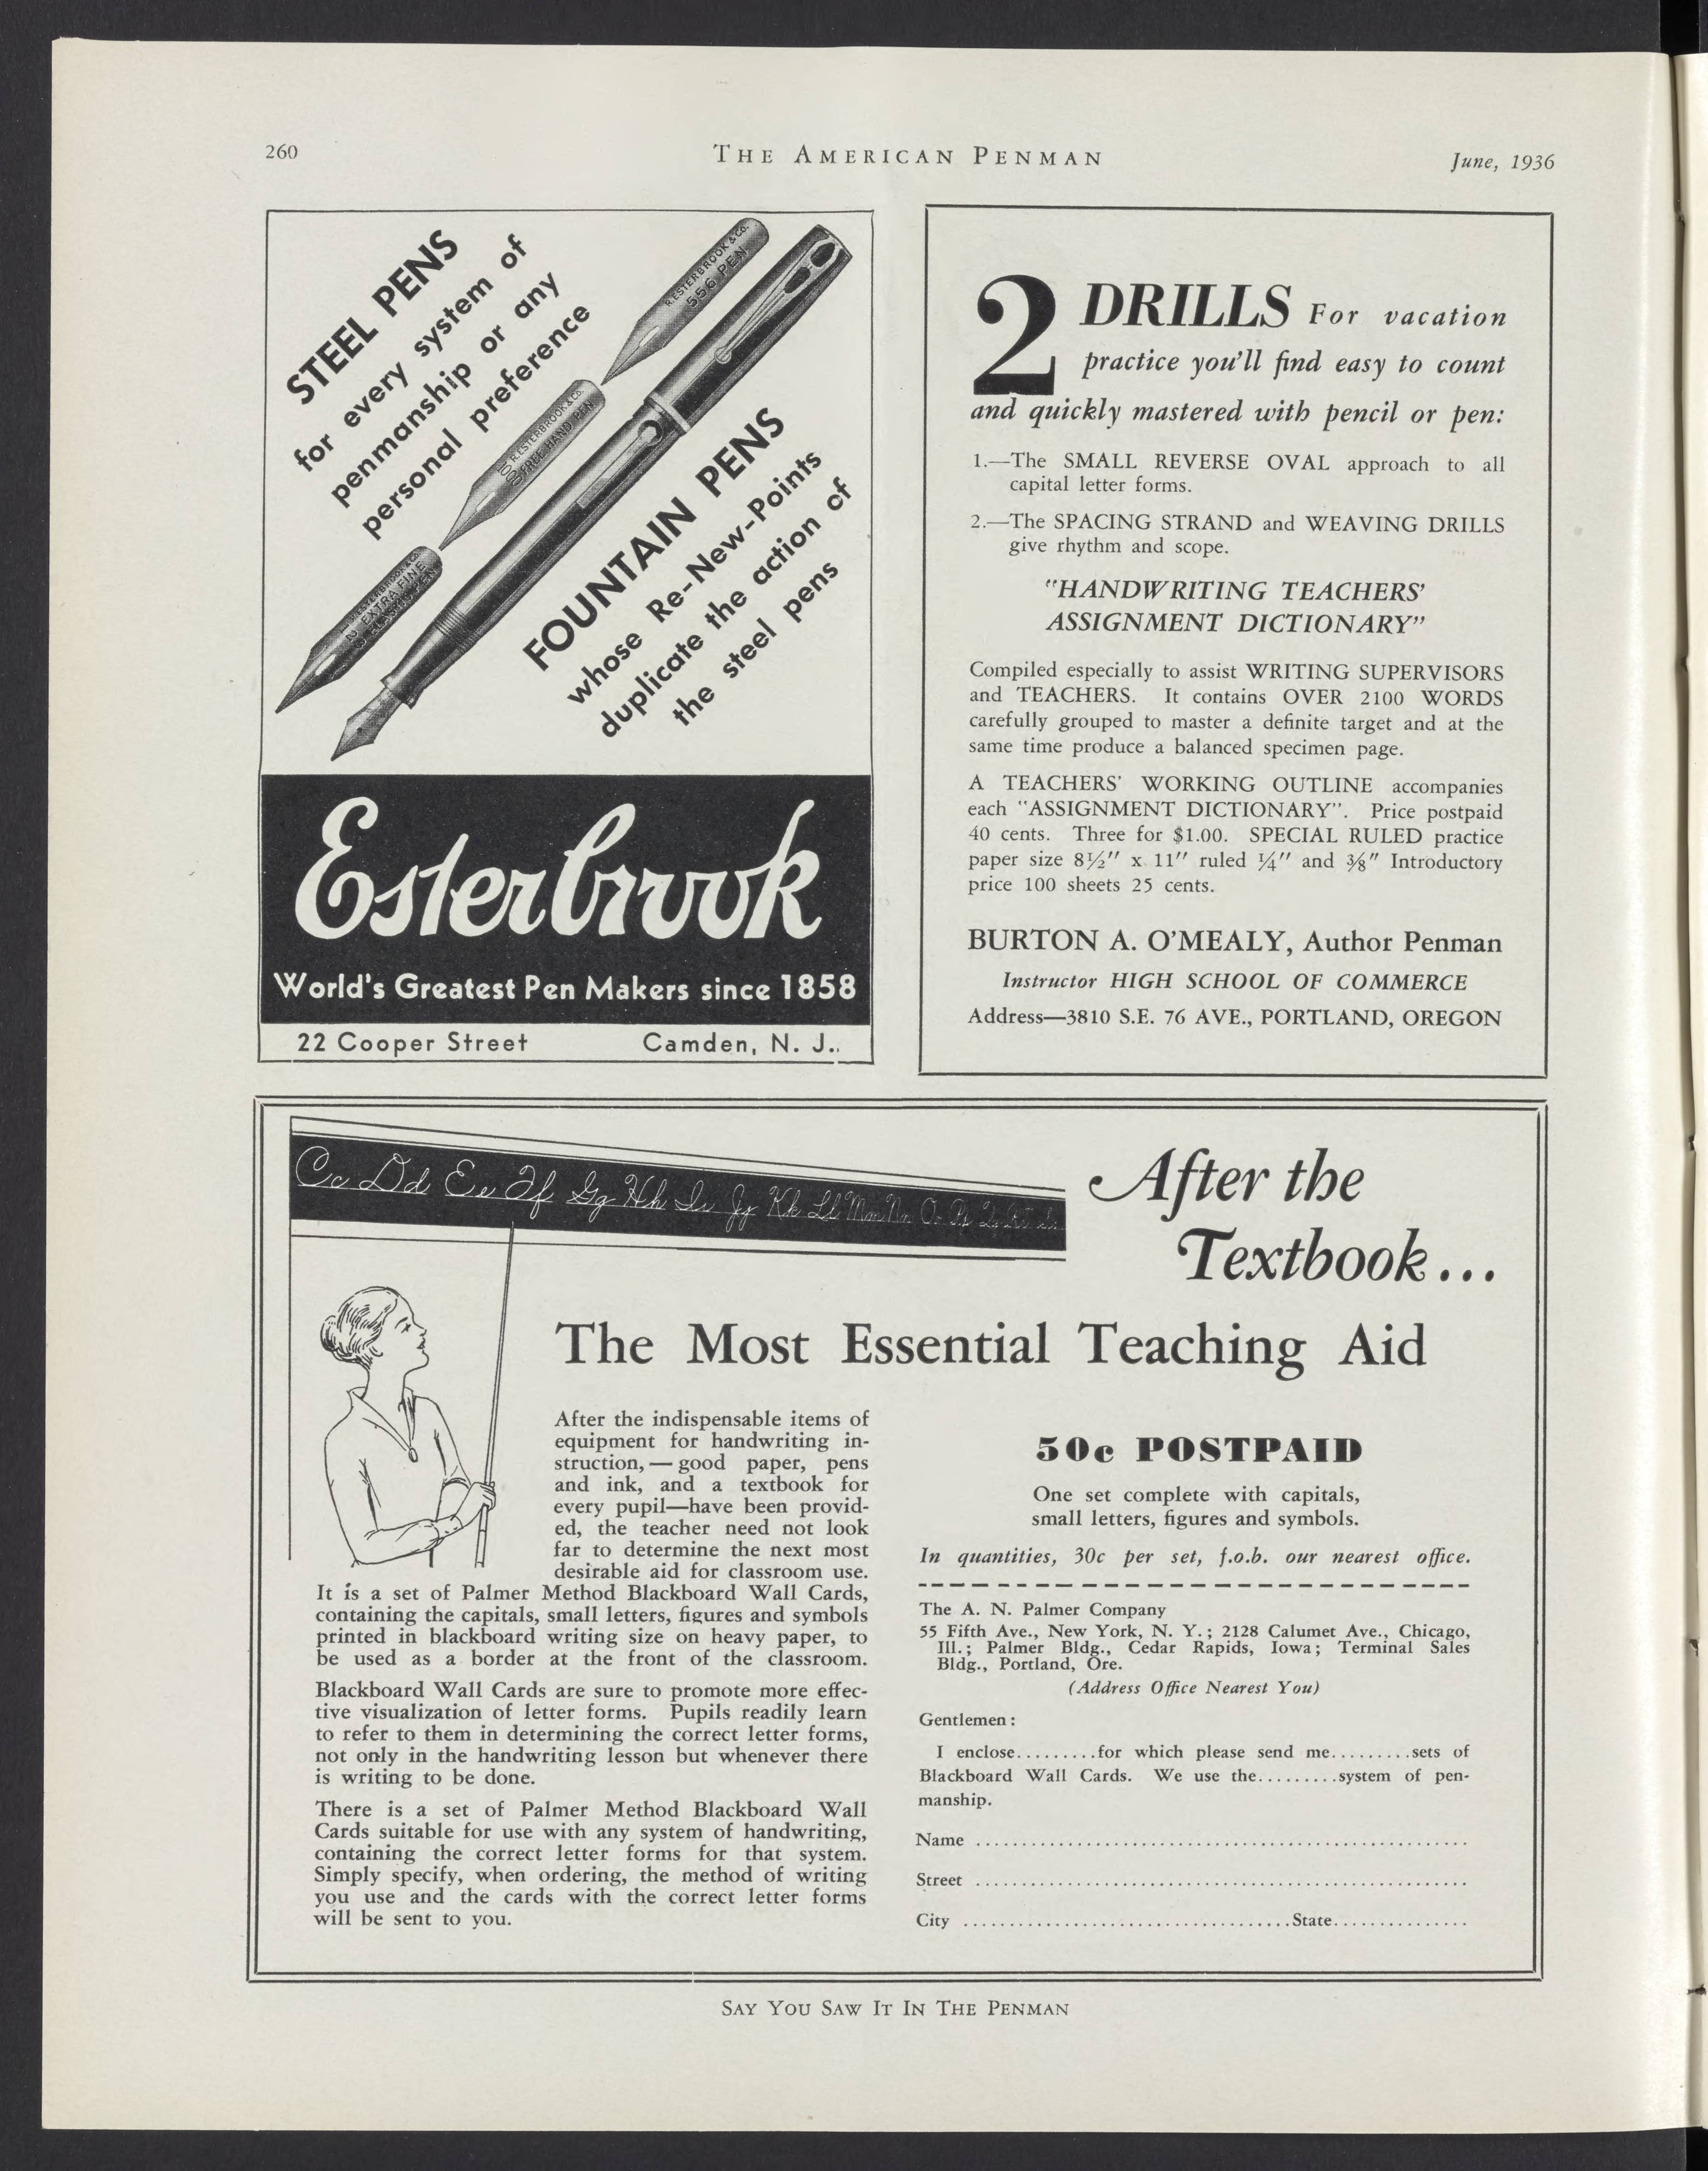 260
THE AMERICAN PENMAN
June, 1936
STEEL PENS
for every system of
penmanship or any
personal preference
R. ESTERBROOK & CO.
556 PEN
R. ESTERBROOK & CO.
FREE HAND PEN
EXTRA FINE
FOUNTAIN PENS
whose Re-New-Points
duplicate the action of
the steel pens
Esterbrook
World's Greatest Pen Makers since 1858
22 Cooper Street Camden, N. J.
2 DRILLS For vacation
practice you'll find easy to count
and quickly mastered with pencil or pen:
1.—The SMALL REVERSE OVAL approach to all
capital letter forms.
2.—The SPACING STRAND and WEAVING DRILLS
give rhythm and scope.
"HANDWRITING TEACHERS'
ASSIGNMENT DICTIONARY"
Compiled especially to assist WRITING SUPERVISORS
and TEACHERS. It contains OVER 2100 WORDS
carefully grouped to master a definite target and at the
same time produce a balanced specimen page.
A TEACHERS' WORKING OUTLINE accompanies
each "ASSIGNMENT DICTIONARY". Price postpaid
40 cents. Three for $1.00. SPECIAL RULED practice
paper size 8½" x 11" ruled ¼" and ⅜" Introductory
price 100 sheets 25 cents.
BURTON A. O'MEALY, Author Penman
Instructor HIGH SCHOOL OF COMMERCE
Address—3810 S.E. 76 AVE., PORTLAND, OREGON
Cc Dd Ee Ff Gg Hh Ii Jj Kk Ll Mm Nn Oo Pp Qq Rr Ss
After the
Textbook...
The Most Essential Teaching Aid
After the indispensable items of
equipment for handwriting in-
struction, — good paper, pens
and ink, and a textbook for
every pupil—have been provid-
ed, the teacher need not look
far to determine the next most
desirable aid for classroom use.
It is a set of Palmer Method Blackboard Wall Cards,
containing the capitals, small letters, figures and symbols
printed in blackboard writing size on heavy paper, to
be used as a border at the front of the classroom.
Blackboard Wall Cards are sure to promote more effec-
tive visualization of letter forms. Pupils readily learn
to refer to them in determining the correct letter forms,
not only in the handwriting lesson but whenever there
is writing to be done.
There is a set of Palmer Method Blackboard Wall
Cards suitable for use with any system of handwriting,
containing the correct letter forms for that system.
Simply specify, when ordering, the method of writing
you use and the cards with the correct letter forms
will be sent to you.
50c POSTPAID
One set complete with capitals,
small letters, figures and symbols.
In quantities, 30c per set, f.o.b. our nearest office.
The A. N. Palmer Company
55 Fifth Ave., New York, N. Y.; 2128 Calumet Ave., Chicago,
Ill.; Palmer Bldg., Cedar Rapids, Iowa; Terminal Sales
Bldg., Portland, Ore.
(Address Office Nearest You)
Gentlemen:
I enclose.........for which please send me.........sets of
Blackboard Wall Cards. We use the.........system of pen-
manship.
Name ......................................................
Street ......................................................
City ....................................State...............
SAY YOU SAW IT IN THE PENMAN